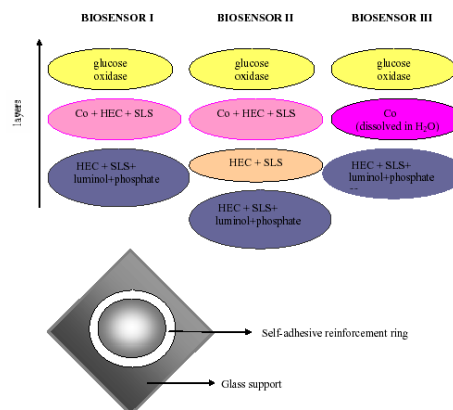 BIOSENSOR I
BIOSENSOR II
BIOSENSOR III
layers
glucose
oxidase
glucose
oxidase
glucose
oxidase
Co + HEC + SLS
Co + HEC + SLS
Co
(dissolved in H₂O)
HEC + SLS+
luminol+phosphate
HEC + SLS
HEC + SLS+
luminol+phosphate
--
HEC + SLS+
luminol+phosphate
Self-adhesive reinforcement ring
Glass support